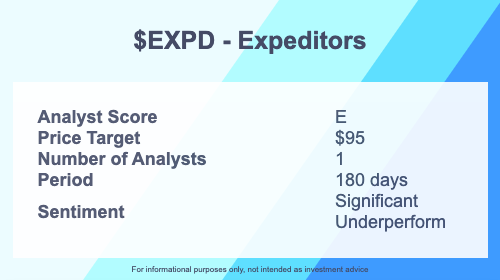 $EXPD - Expeditors
Analyst Score E
Price Target $95
Number of Analysts 1
Period 180 days
Sentiment Significant
Underperform
For informational purposes only, not intended as investment advice